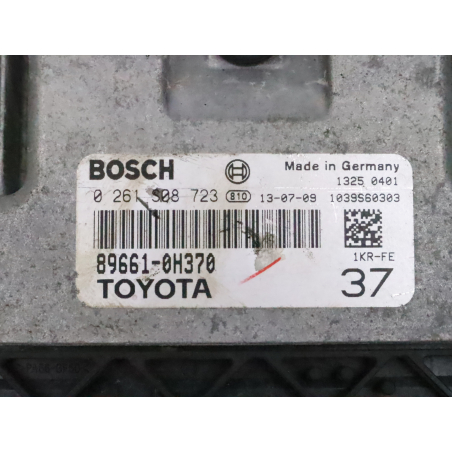 BOSCH Made in Germany
1325 0401
0 261 S08 723 810 13-07-09 1039S60303
89661-0H370 1KR-FE
TOYOTA 37